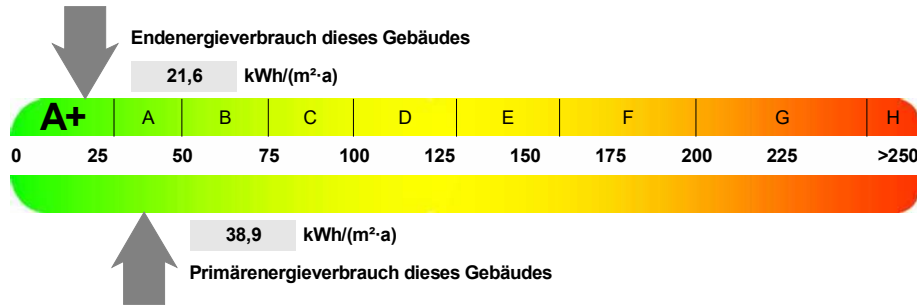 Endenergieverbrauch dieses Gebäudes
21,6 kWh/(m²·a)
A+ A B C D E F G H
0 25 50 75 100 125 150 175 200 225 >250
38,9 kWh/(m²·a)
Primärenergieverbrauch dieses Gebäudes